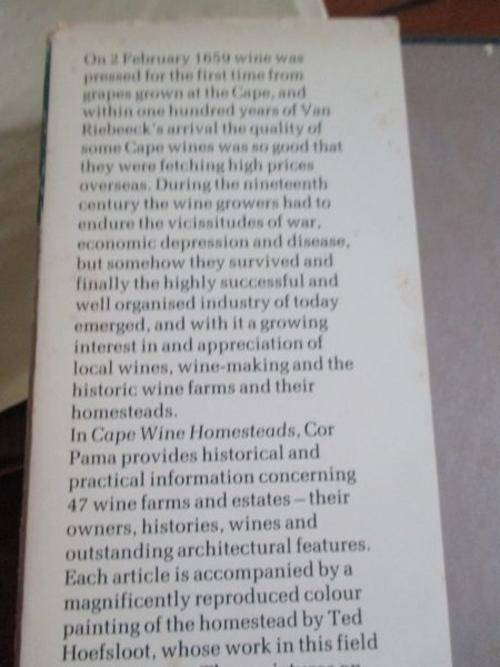 On 2 February 1659 wine was
pressed for the first time from
grapes grown at the Cape, and
within one hundred years of Van
Riebeeck's arrival the quality of
some Cape wines was so good that
they were fetching high prices
overseas. During the nineteenth
century the wine growers had to
endure the vicissitudes of war,
economic depression and disease,
but somehow they survived and
finally the highly successful and
well organised industry of today
emerged, and with it a growing
interest in and appreciation of
local wines, wine-making and the
historic wine farms and their
homesteads.
In Cape Wine Homesteads, Cor
Pama provides historical and
practical information concerning
47 wine farms and estates – their
owners, histories, wines and
outstanding architectural features.
Each article is accompanied by a
magnificently reproduced colour
painting of the homestead by Ted
Hoefsloot, whose work in this field